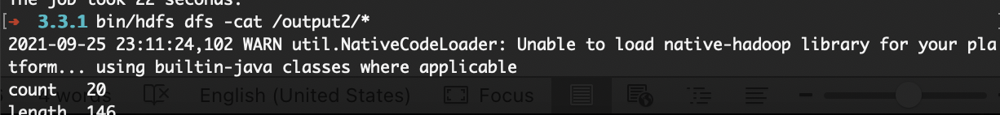 The job took 22 seconds.
[➜  3.3.1 bin/hdfs dfs -cat /output2/*
2021-09-25 23:11:24,102 WARN util.NativeCodeLoader: Unable to load native-hadoop library for your pla
tform... using builtin-java classes where applicable
count   20
words English (United States) Focus
length  146